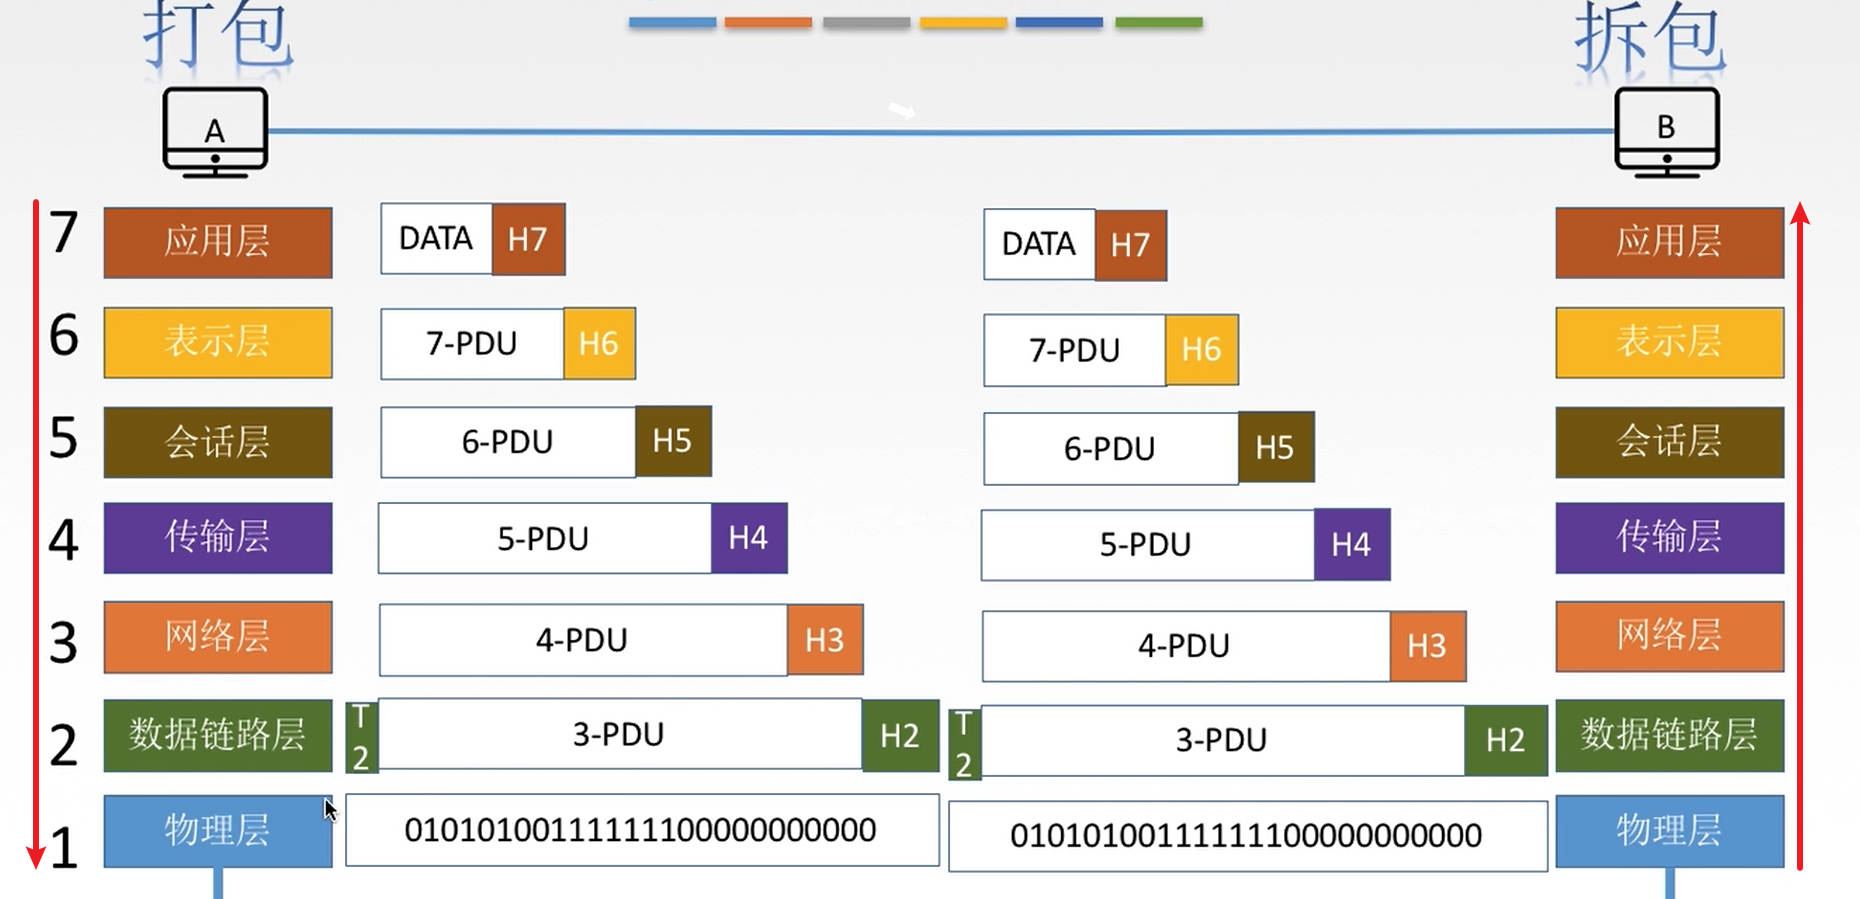 打包
拆包
A
B
7
应用层
DATA
H7
DATA
H7
应用层
6
表示层
7-PDU
H6
7-PDU
H6
表示层
5
会话层
6-PDU
H5
6-PDU
H5
会话层
4
传输层
5-PDU
H4
5-PDU
H4
传输层
3
网络层
4-PDU
H3
4-PDU
H3
网络层
2
数据链路层
T
2
3-PDU
H2
T
2
3-PDU
H2
数据链路层
1
物理层
01010100111111100000000000
01010100111111100000000000
物理层